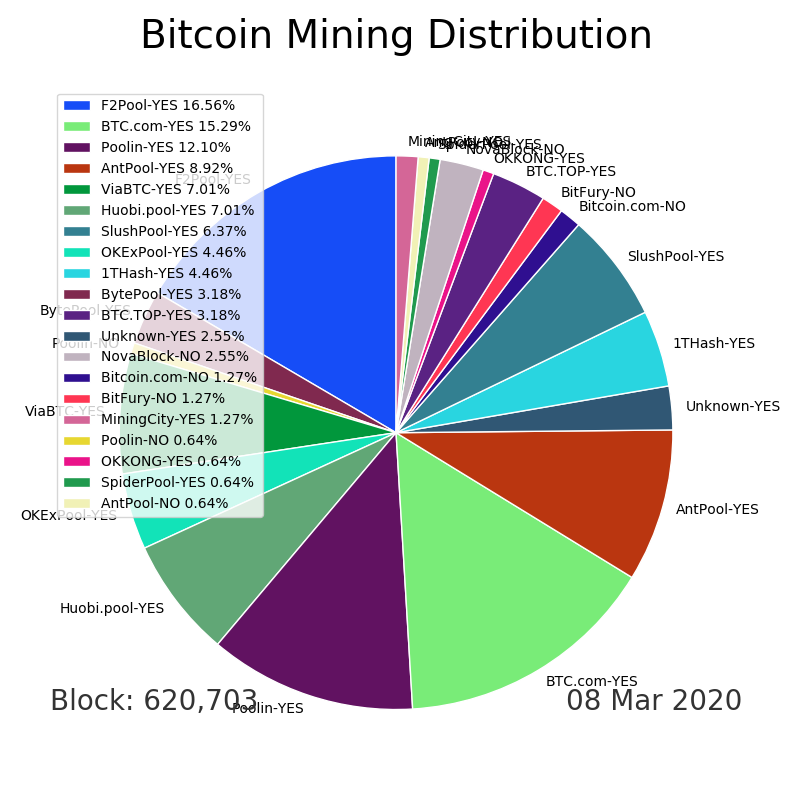 Bitcoin Mining Distribution
F2Pool-YES 16.56%
BTC.com-YES 15.29%
Poolin-YES 12.10%
AntPool-YES 8.92%
ViaBTC-YES 7.01%
Huobi.pool-YES 7.01%
SlushPool-YES 6.37%
OKExPool-YES 4.46%
1THash-YES 4.46%
BytePool-YES 3.18%
BTC.TOP-YES 3.18%
Unknown-YES 2.55%
NovaBlock-NO 2.55%
Bitcoin.com-NO 1.27%
BitFury-NO 1.27%
MiningCity-YES 1.27%
Poolin-NO 0.64%
OKKONG-YES 0.64%
SpiderPool-YES 0.64%
AntPool-NO 0.64%
MiningCity-YES
AntPool-NO
SpiderPool-YES
NovaBlock-NO
OKKONG-YES
BTC.TOP-YES
BitFury-NO
Bitcoin.com-NO
SlushPool-YES
1THash-YES
Unknown-YES
AntPool-YES
BTC.com-YES
Poolin-YES
Huobi.pool-YES
OKExPool-YES
ViaBTC-YES
Poolin-NO
BytePool-YES
F2Pool-YES
Block: 620,703
08 Mar 2020